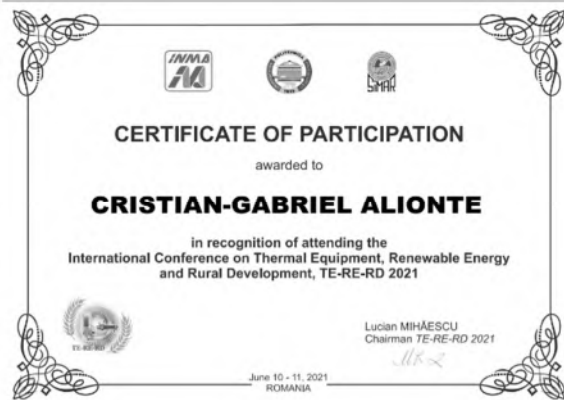 INMA
POLITEHNICA
SIMAR
CERTIFICATE OF PARTICIPATION
awarded to
CRISTIAN-GABRIEL ALIONTE
in recognition of attending the
International Conference on Thermal Equipment, Renewable Energy
and Rural Development, TE-RE-RD 2021
TE-RE-RD
Lucian MIHĂESCU
Chairman TE-RE-RD 2021
June 10 - 11, 2021
ROMANIA